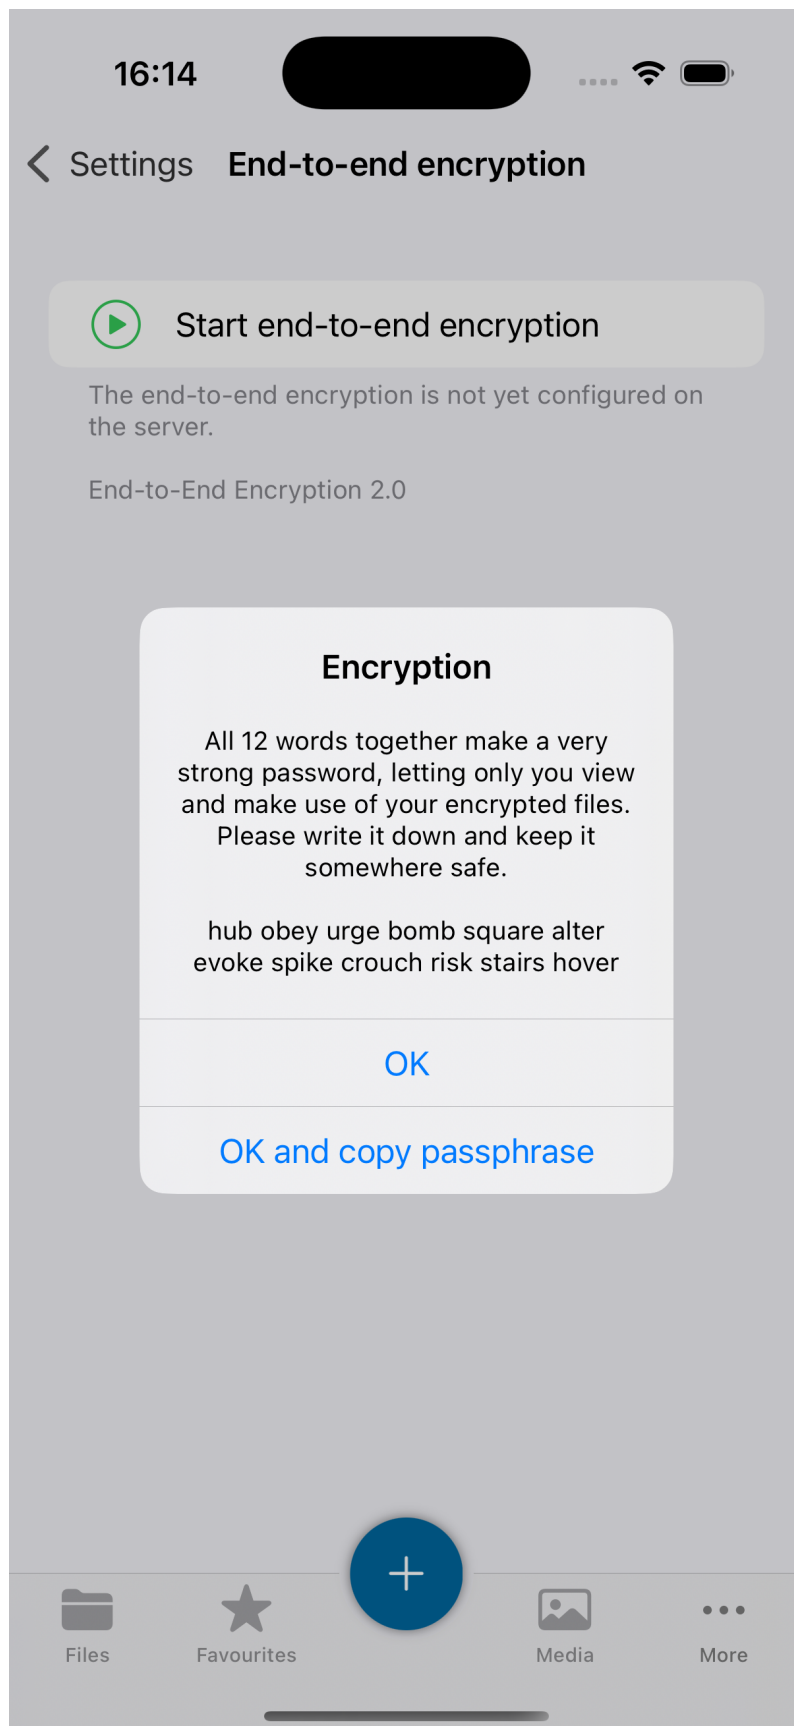 16:14
Settings End-to-end encryption
Start end-to-end encryption
The end-to-end encryption is not yet configured on
the server.
End-to-End Encryption 2.0
Encryption
All 12 words together make a very
strong password, letting only you view
and make use of your encrypted files.
Please write it down and keep it
somewhere safe.
hub obey urge bomb square alter
evoke spike crouch risk stairs hover
OK
OK and copy passphrase
Files Favourites Media More